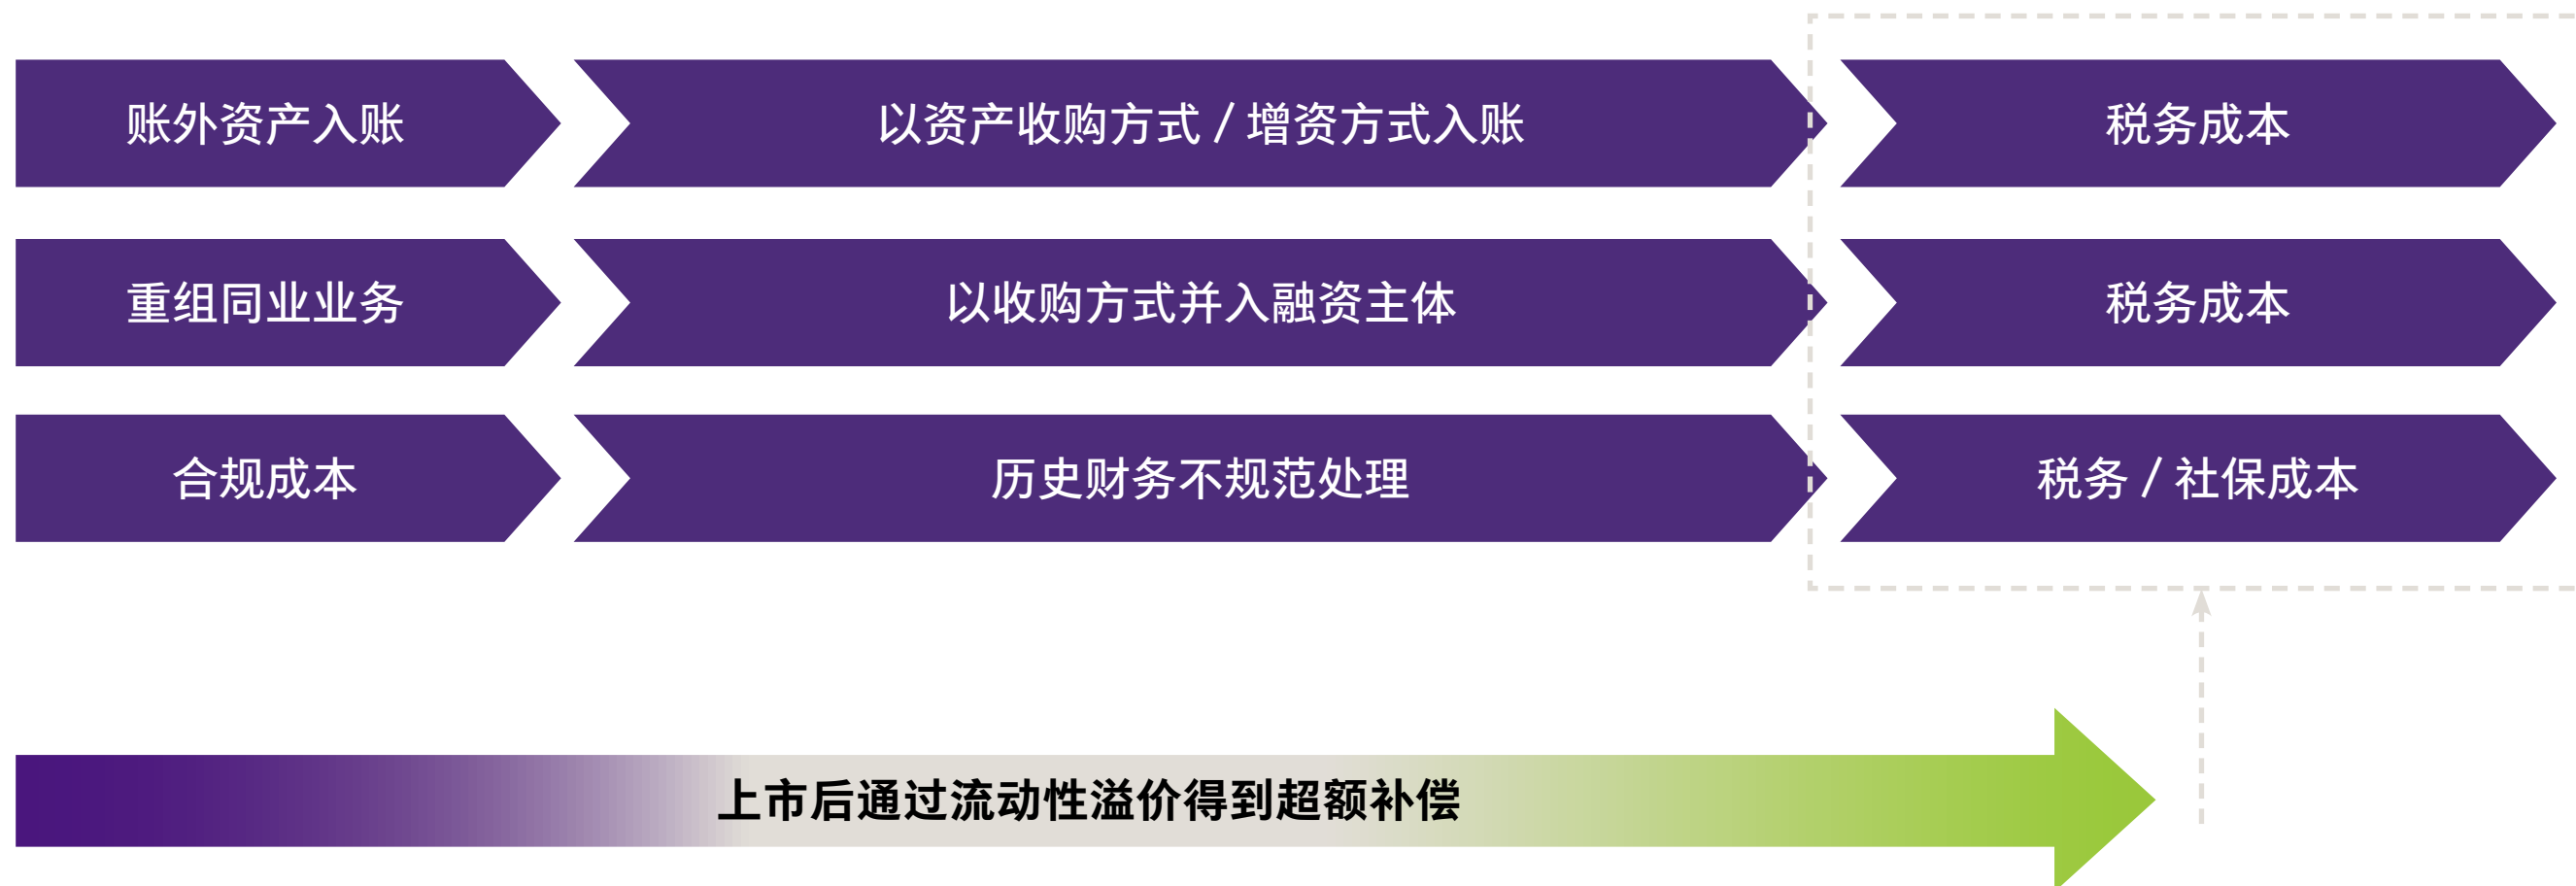 账外资产入账
以资产收购方式 / 增资方式入账
税务成本
重组同业业务
以收购方式并入融资主体
税务成本
合规成本
历史财务不规范处理
税务 / 社保成本
上市后通过流动性溢价得到超额补偿